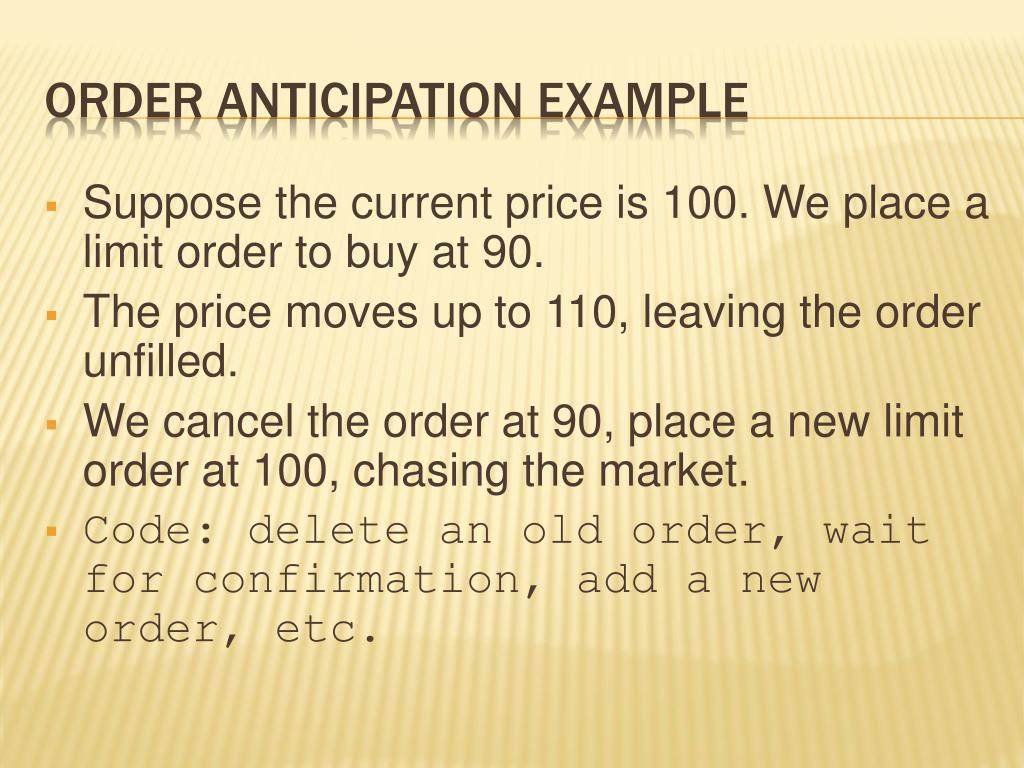 ORDER ANTICIPATION EXAMPLE
▪ Suppose the current price is 100. We place a
limit order to buy at 90.
▪ The price moves up to 110, leaving the order
unfilled.
▪ We cancel the order at 90, place a new limit
order at 100, chasing the market.
▪ Code: delete an old order, wait
for confirmation, add a new
order, etc.